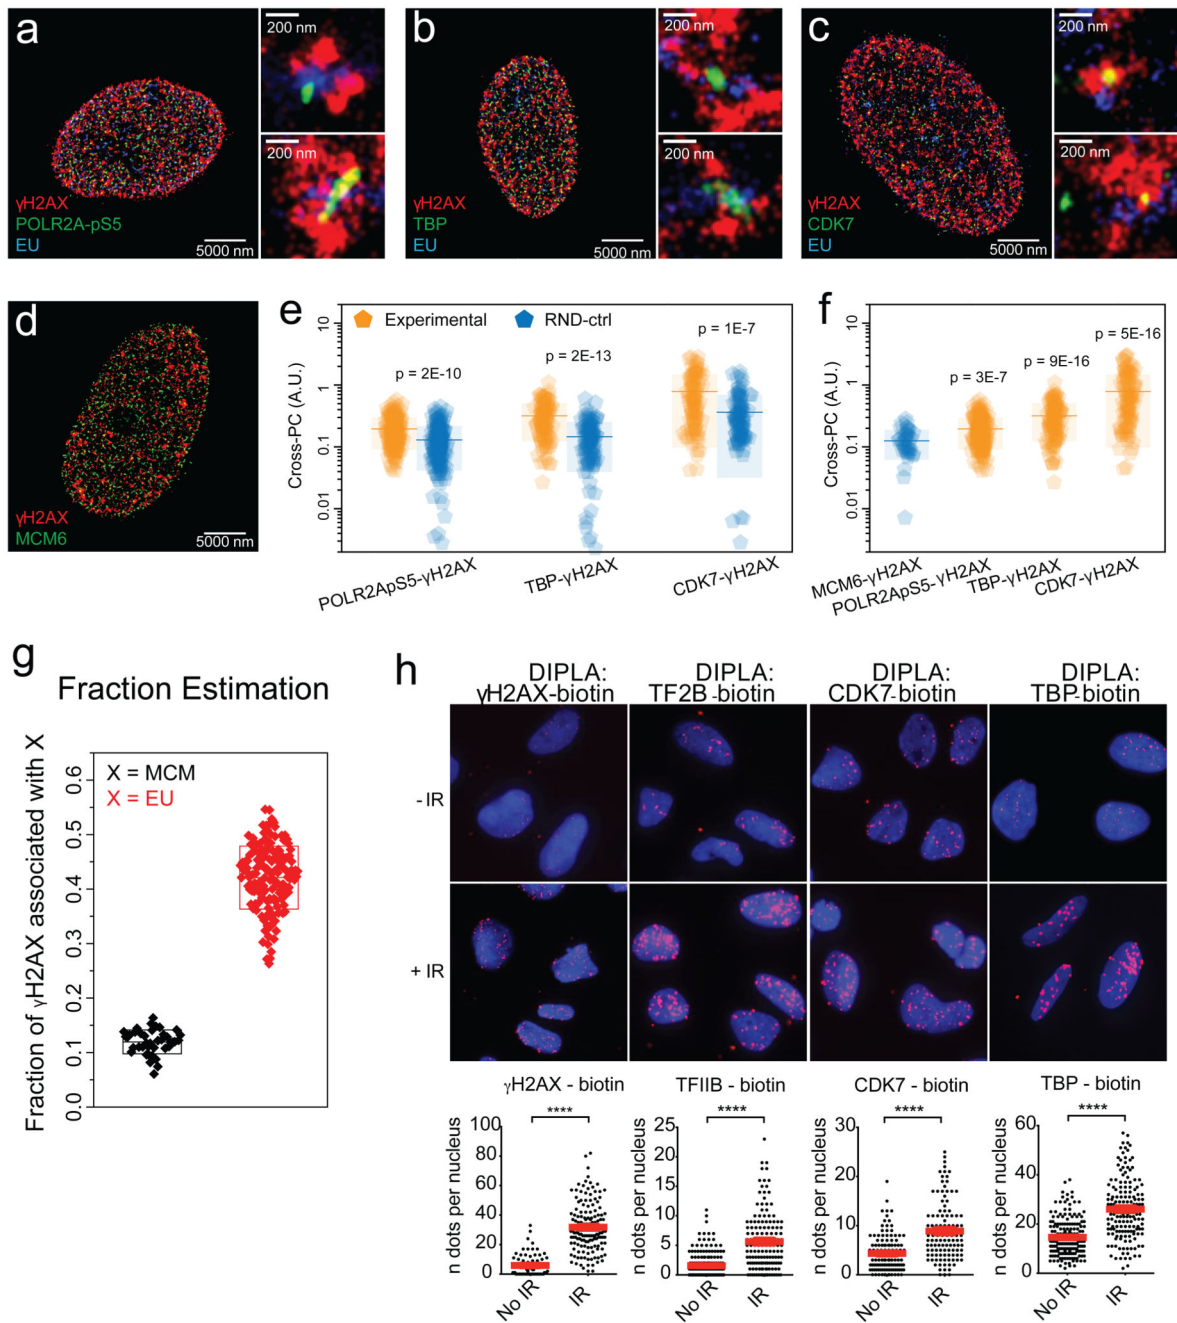 a
200 nm
200 nm
γH2AX
POLR2A-pS5
EU
5000 nm
b
200 nm
200 nm
γH2AX
TBP
EU
5000 nm
c
200 nm
200 nm
γH2AX
CDK7
EU
5000 nm
d
γH2AX
MCM6
5000 nm
e
Experimental
RND-ctrl
p = 2E-10
p = 2E-13
p = 1E-7
Cross-PC (A.U.)
10
1
0.1
0.01
POLR2ApS5-γH2AX
TBP-γH2AX
CDK7-γH2AX
f
p = 3E-7
p = 9E-16
p = 5E-16
Cross-PC (A.U.)
10
1
0.1
0.01
MCM6-γH2AX
POLR2ApS5-γH2AX
TBP-γH2AX
CDK7-γH2AX
g
Fraction Estimation
Fraction of γH2AX associated with X
X = MCM
X = EU
0.6
0.5
0.4
0.3
0.2
0.1
0.0
h
DIPLA:
γH2AX-biotin
DIPLA:
TF2B-biotin
DIPLA:
CDK7-biotin
DIPLA:
TBP-biotin
- IR
+ IR
γH2AX - biotin
****
n dots per nucleus
100
80
60
40
20
0
No IR
IR
TFIIB - biotin
****
n dots per nucleus
25
20
15
10
5
0
No IR
IR
CDK7 - biotin
****
n dots per nucleus
30
20
10
0
No IR
IR
TBP - biotin
****
n dots per nucleus
60
40
20
0
No IR
IR